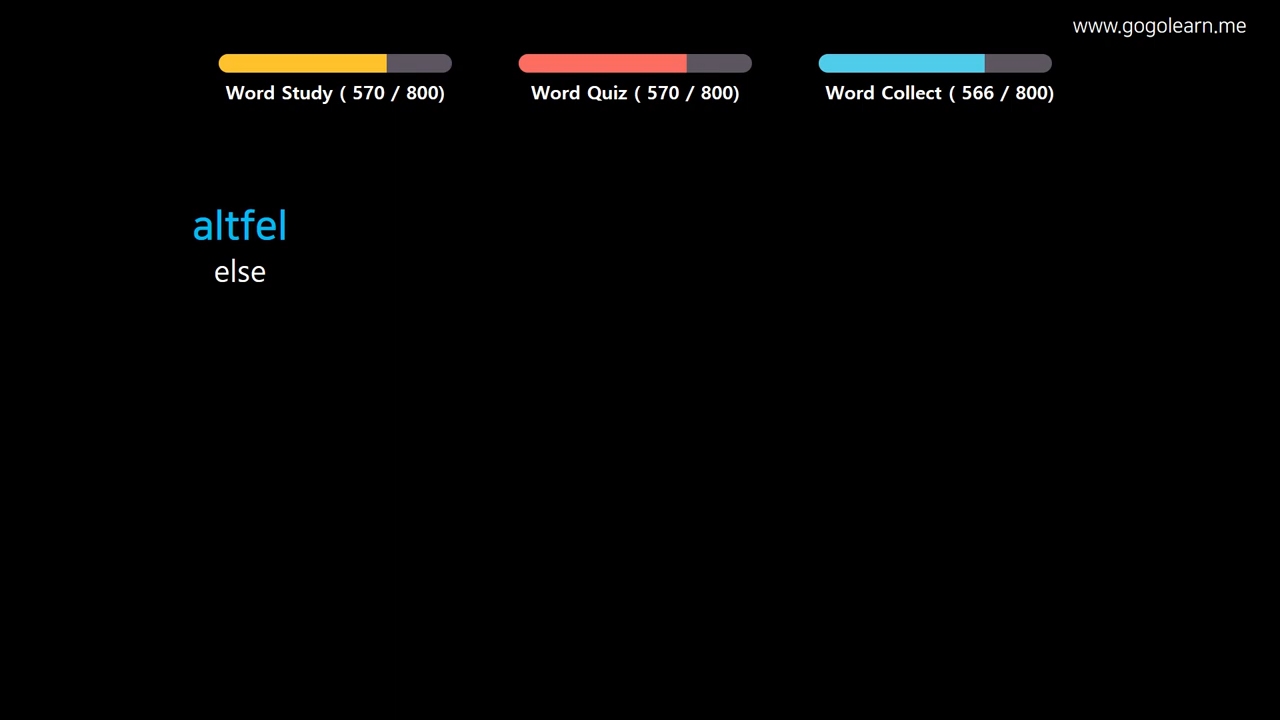 www.gogolearn.me
Word Study ( 570 / 800)
Word Quiz ( 570 / 800)
Word Collect ( 566 / 800)
altfel
else